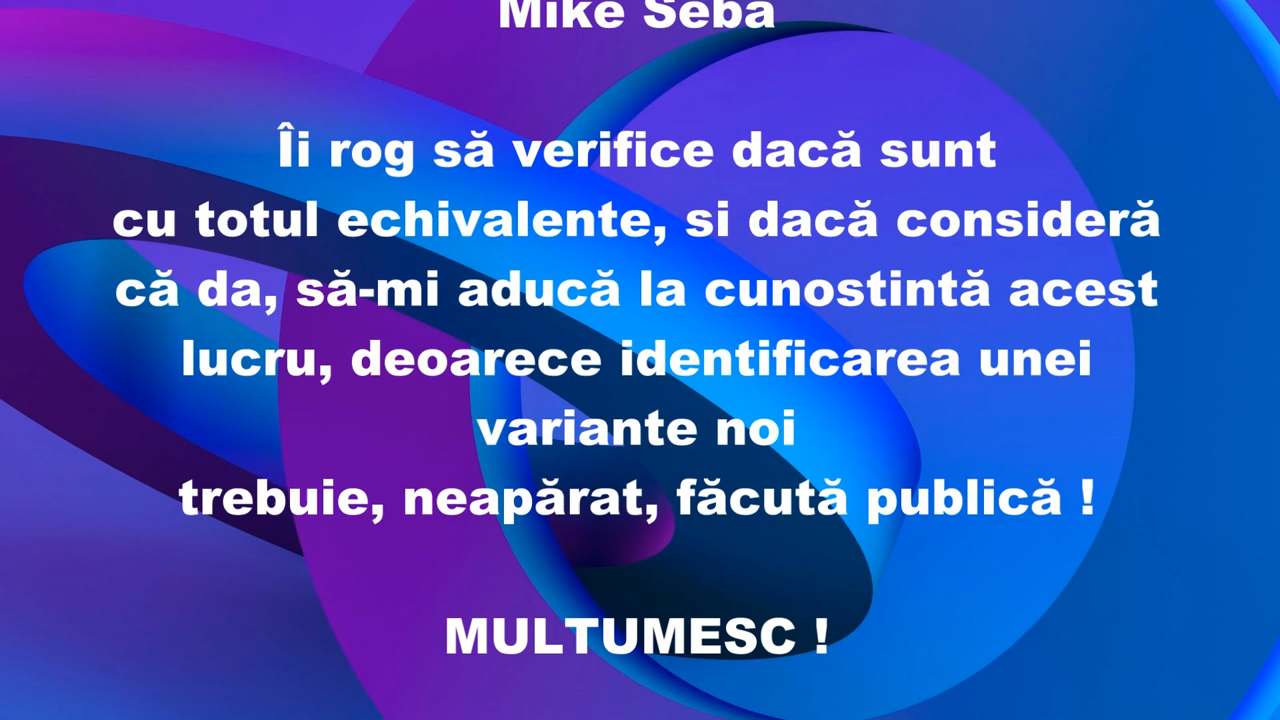 Mike Seba
Îi rog să verifice dacă sunt
cu totul echivalente, si dacă consideră
că da, să-mi aducă la cunostintă acest
lucru, deoarece identificarea unei
variante noi
trebuie, neapărat, făcută publică !
MULTUMESC !